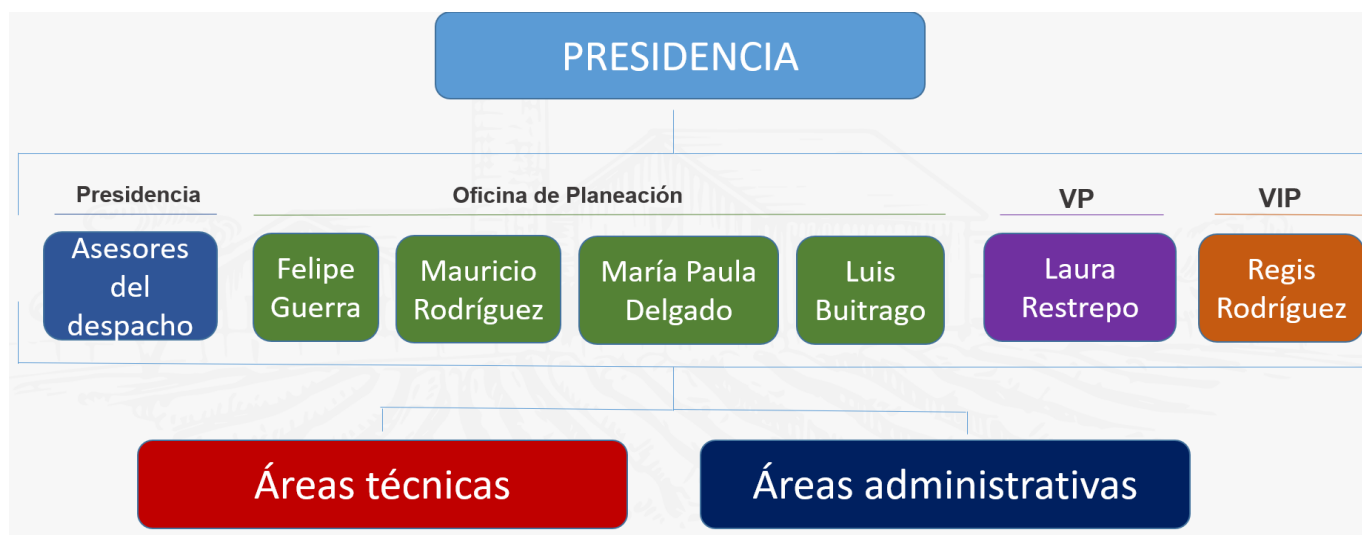 PRESIDENCIA
Presidencia
Oficina de Planeación
VP
VIP
Asesores
del
despacho
Felipe
Guerra
Mauricio
Rodríguez
María Paula
Delgado
Luis
Buitrago
Laura
Restrepo
Regis
Rodríguez
Áreas técnicas
Áreas administrativas